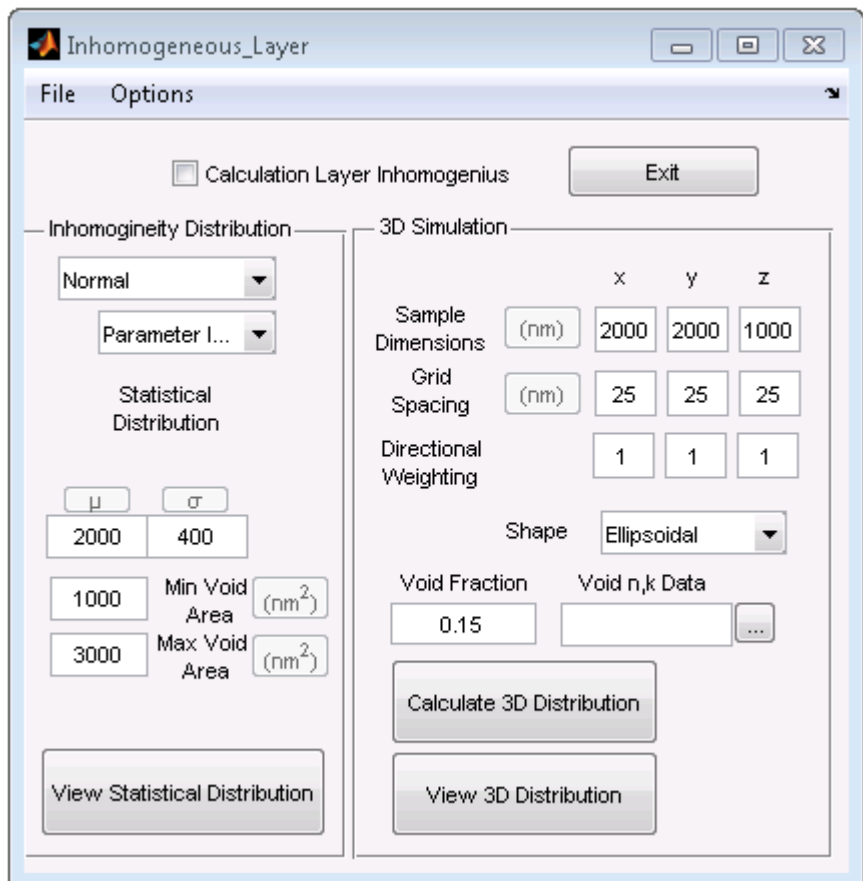 Inhomogeneous_Layer
File Options
Calculation Layer Inhomogenius
Exit
Inhomogineity Distribution
Normal
Parameter I...
Statistical
Distribution
μ σ
2000 400
1000 Min Void Area (nm²)
3000 Max Void Area (nm²)
View Statistical Distribution
3D Simulation
x y z
Sample Dimensions (nm) 2000 2000 1000
Grid Spacing (nm) 25 25 25
Directional Weighting 1 1 1
Shape Ellipsoidal
Void Fraction Void n,k Data
0.15 ...
Calculate 3D Distribution
View 3D Distribution